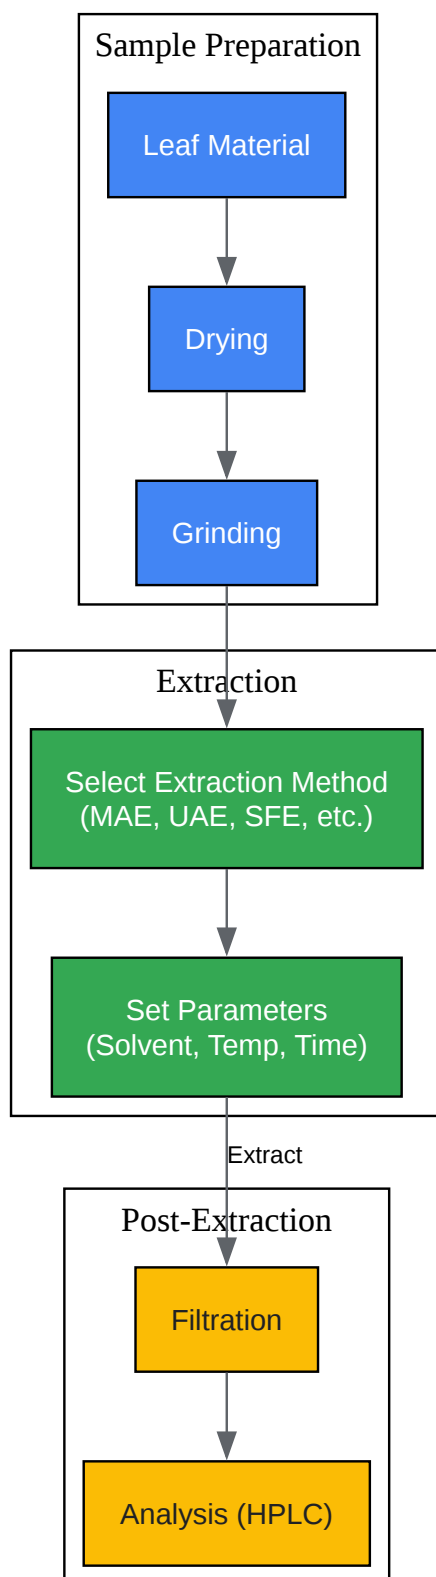 Sample Preparation
Leaf Material
Drying
Grinding
Extraction
Select Extraction Method
(MAE, UAE, SFE, etc.)
Set Parameters
(Solvent, Temp, Time)
Extract
Post-Extraction
Filtration
Analysis (HPLC)